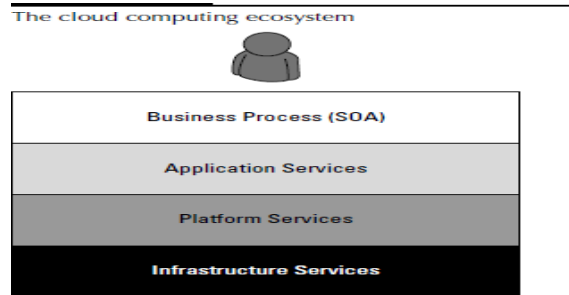 The cloud computing ecosystem
Business Process (SOA)
Application Services
Platform Services
Infrastructure Services